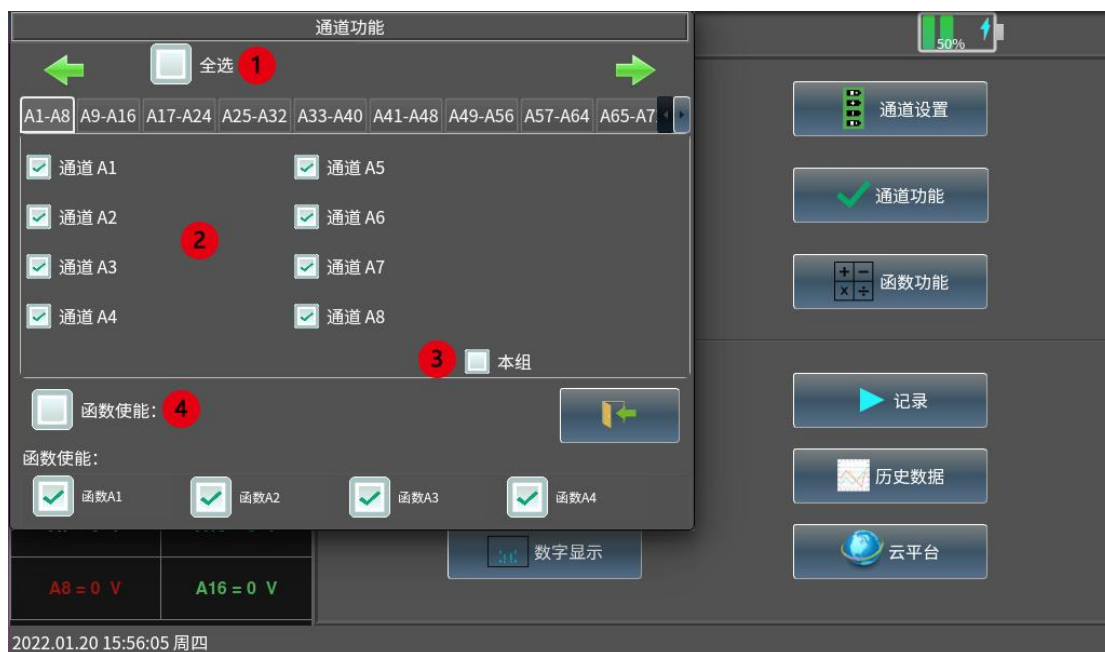 通道功能
50%
全选 1
A1-A8 A9-A16 A17-A24 A25-A32 A33-A40 A41-A48 A49-A56 A57-A64 A65-A7
通道 A1
通道 A5
通道 A2
通道 A6
2
通道 A3
通道 A7
通道 A4
通道 A8
3 本组
函数使能: 4
函数使能:
函数A1 函数A2 函数A3 函数A4
通道设置
通道功能
函数功能
记录
历史数据
云平台
数字显示
A8 = 0 V
A16 = 0 V
2022.01.20 15:56:05 周四